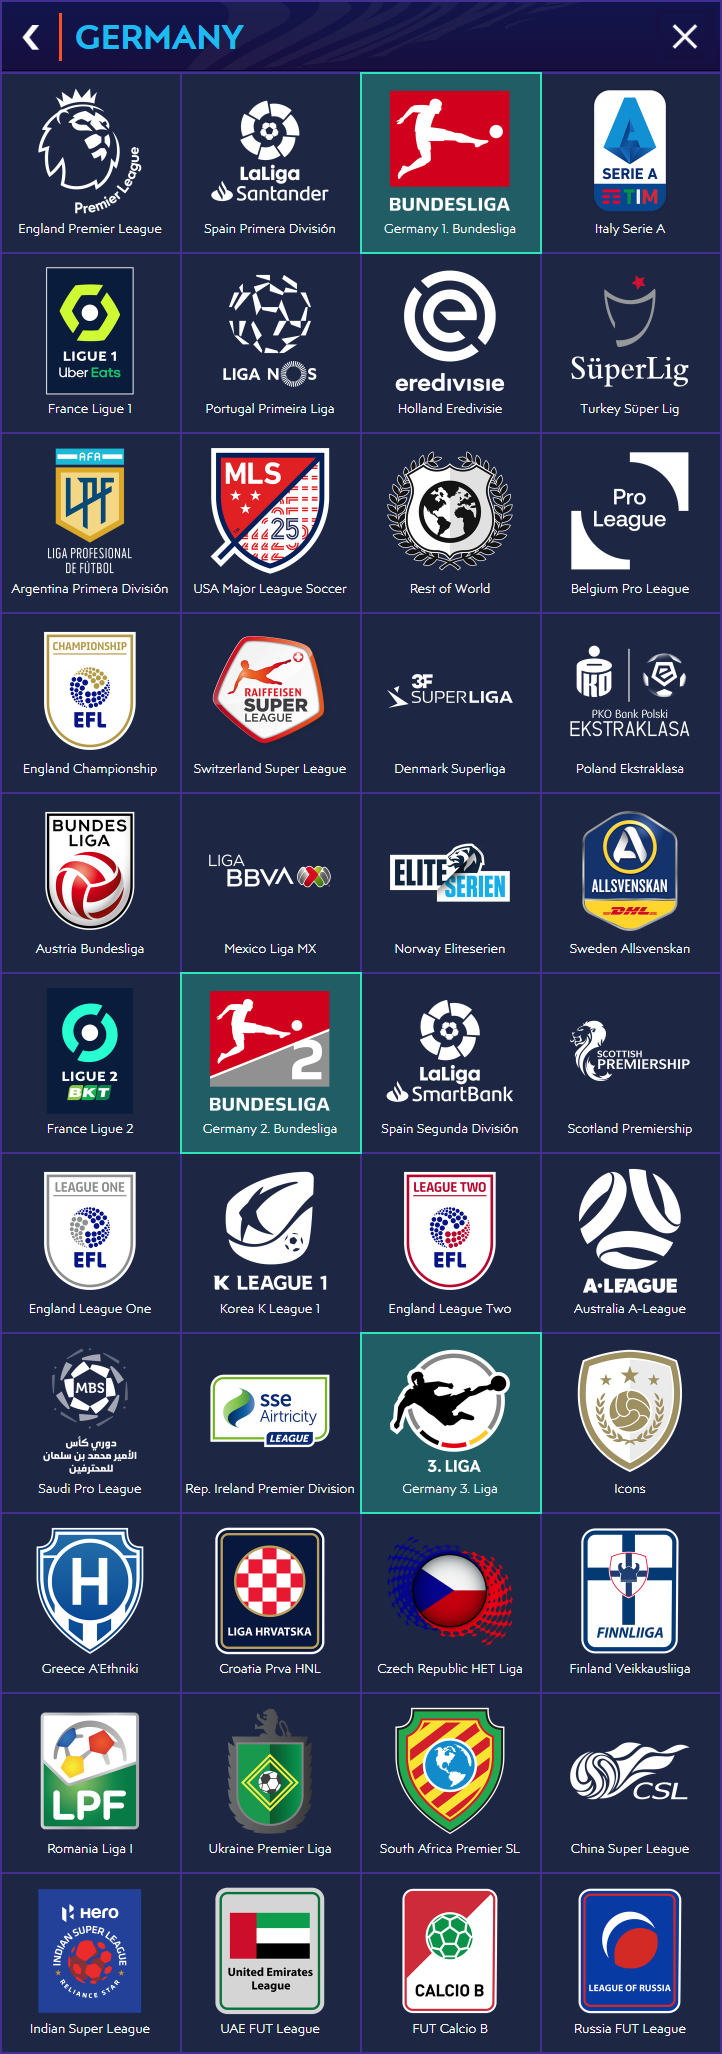 GERMANY
Premier League
England Premier League
LaLiga
Santander
Spain Primera División
BUNDESLIGA
Germany 1. Bundesliga
SERIE A
TIM
Italy Serie A
LIGUE 1
Uber Eats
France Ligue 1
LIGA NOS
Portugal Primeira Liga
e
eredivisie
Holland Eredivisie
SüperLig
Turkey Süper Lig
AFA
LPF
LIGA PROFESIONAL
DE FÚTBOL
Argentina Primera División
MLS
25
USA Major League Soccer
Rest of World
Pro
League
Belgium Pro League
CHAMPIONSHIP
EFL
England Championship
RAIFFEISEN
SUPER
LEAGUE
Switzerland Super League
3F
SUPERLIGA
Denmark Superliga
PKO Bank Polski
EKSTRAKLASA
Poland Ekstraklasa
BUNDES
LIGA
Austria Bundesliga
LIGA
BBVA
Mexico Liga MX
ELITE
SERIEN
Norway Eliteserien
ALLSVENSKAN
DHL
Sweden Allsvenskan
LIGUE 2
BKT
France Ligue 2
2
BUNDESLIGA
Germany 2. Bundesliga
LaLiga
SmartBank
Spain Segunda División
SCOTTISH
PREMIERSHIP
Scotland Premiership
LEAGUE ONE
EFL
England League One
K LEAGUE 1
Korea K League 1
LEAGUE TWO
EFL
England League Two
A-LEAGUE
Australia A-League
MBS
دوري كأس
الأمير محمد بن سلمان
للمحترفين
Saudi Pro League
sse
Airtricity
LEAGUE
Rep. Ireland Premier Division
3. LIGA
Germany 3. Liga
Icons
H
Greece A'Ethniki
LIGA HRVATSKA
Croatia Prva HNL
Czech Republic HET Liga
FINNLIIGA
Finland Veikkausliiga
LPF
Romania Liga I
Ukraine Premier Liga
South Africa Premier SL
CSL
China Super League
Hero
INDIAN SUPER LEAGUE
RELIANCE STAR
Indian Super League
United Emirates
League
UAE FUT League
CALCIO B
FUT Calcio B
LEAGUE OF RUSSIA
Russia FUT League